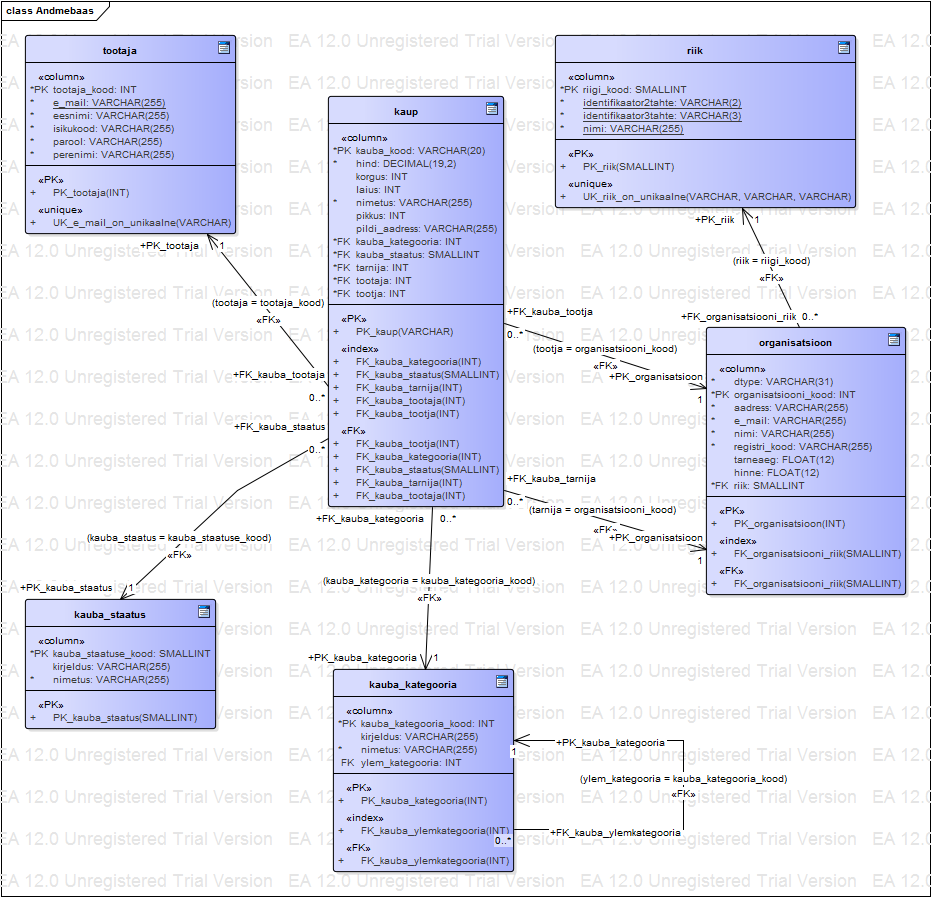 class Andmebaas
tootaja
«column»
*PK tootaja_kood: INT
* e_mail: VARCHAR(255)
* eesnimi: VARCHAR(255)
* isikukood: VARCHAR(255)
* parool: VARCHAR(255)
* perenimi: VARCHAR(255)
«PK»
+ PK_tootaja(INT)
«unique»
+ UK_e_mail_on_unikaalne(VARCHAR)
kaup
«column»
*PK kauba_kood: VARCHAR(20)
* hind: DECIMAL(19,2)
korgus: INT
laius: INT
* nimetus: VARCHAR(255)
pikkus: INT
pildi_aadress: VARCHAR(255)
*FK kauba_kategooria: INT
*FK kauba_staatus: SMALLINT
*FK tarnija: INT
*FK tootaja: INT
*FK tootja: INT
«PK»
+ PK_kaup(VARCHAR)
«index»
+ FK_kauba_kategooria(INT)
+ FK_kauba_staatus(SMALLINT)
+ FK_kauba_tarnija(INT)
+ FK_kauba_tootaja(INT)
+ FK_kauba_tootja(INT)
«FK»
+ FK_kauba_tootja(INT)
+ FK_kauba_kategooria(INT)
+ FK_kauba_staatus(SMALLINT)
+ FK_kauba_tarnija(INT)
+ FK_kauba_tootaja(INT)
riik
«column»
*PK riigi_kood: SMALLINT
* identifikaator2tahte: VARCHAR(2)
* identifikaator3tahte: VARCHAR(3)
* nimi: VARCHAR(255)
«PK»
+ PK_riik(SMALLINT)
«unique»
+ UK_riik_on_unikaalne(VARCHAR, VARCHAR, VARCHAR)
+PK_riik 1
(riik = riigi_kood)
«FK»
+FK_organisatsiooni_riik 0..*
organisatsioon
«column»
* dtype: VARCHAR(31)
*PK organisatsiooni_kood: INT
* aadress: VARCHAR(255)
* e_mail: VARCHAR(255)
* nimi: VARCHAR(255)
* registri_kood: VARCHAR(255)
tarneaeg: FLOAT(12)
hinne: FLOAT(12)
*FK riik: SMALLINT
«PK»
+ PK_organisatsioon(INT)
«index»
+ FK_organisatsiooni_riik(SMALLINT)
«FK»
+ FK_organisatsiooni_riik(SMALLINT)
+PK_tootaja 1
(tootaja = tootaja_kood)
«FK»
+FK_kauba_tootaja
0..*
+FK_kauba_tootja
0..*
(tootja = organisatsiooni_kood)
«FK»
+PK_organisatsioon
1
+FK_kauba_staatus
0..*
(kauba_staatus = kauba_staatuse_kood)
«FK»
+PK_kauba_staatus 1
+FK_kauba_tarnija
0..*
(tarnija = organisatsiooni_kood)
«FK»
+PK_organisatsioon
1
+FK_kauba_kategooria 0..*
(kauba_kategooria = kauba_kategooria_kood)
«FK»
+PK_kauba_kategooria 1
kauba_staatus
«column»
*PK kauba_staatuse_kood: SMALLINT
kirjeldus: VARCHAR(255)
* nimetus: VARCHAR(255)
«PK»
+ PK_kauba_staatus(SMALLINT)
kauba_kategooria
«column»
*PK kauba_kategooria_kood: INT
kirjeldus: VARCHAR(255)
* nimetus: VARCHAR(255)
FK ylem_kategooria: INT
«PK»
+ PK_kauba_kategooria(INT)
«index»
+ FK_kauba_ylemkategooria(INT)
«FK»
+ FK_kauba_ylemkategooria(INT)
1
+PK_kauba_kategooria
(ylem_kategooria = kauba_kategooria_kood)
«FK»
+FK_kauba_ylemkategooria
0..*
EA 12.0 Unregistered Trial Version